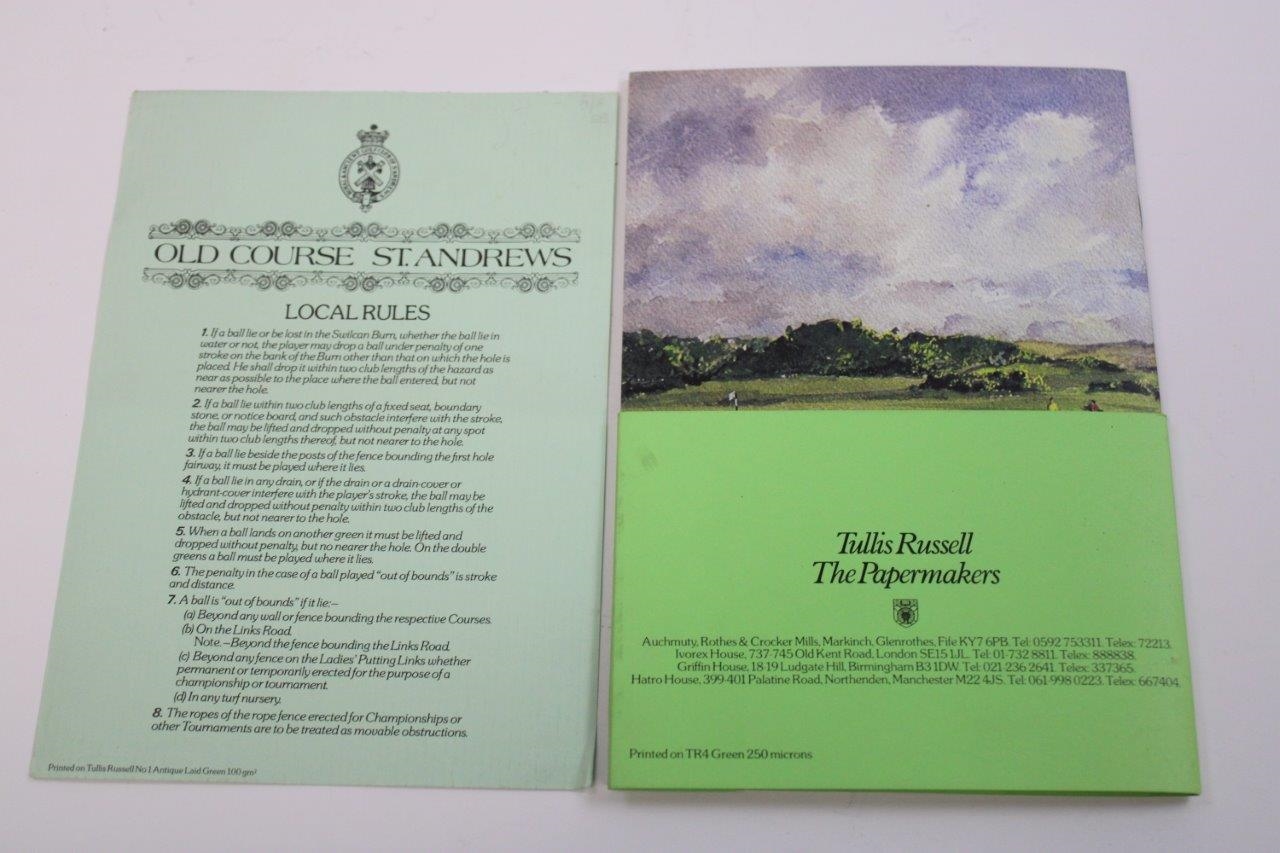 OLD COURSE ST. ANDREWS
LOCAL RULES
1. If a ball lie or be lost in the Swilcan Burn, whether the ball lie in
water or not, the player may drop a ball under penalty of one
stroke on the bank of the Burn other than that on which the hole is
placed. He shall drop it within two club lengths of the hazard as
near as possible to the place where the ball entered, but not
nearer the hole.
2. If a ball lie within two club lengths of a fixed seat, boundary
stone, or notice board, and such obstacle interfere with the stroke,
the ball may be lifted and dropped without penalty at any spot
within two club lengths thereof, but not nearer to the hole.
3. If a ball lie beside the posts of the fence bounding the first hole
fairway, it must be played where it lies.
4. If a ball lie in any drain, or if the drain or a drain-cover or
hydrant-cover interfere with the player's stroke, the ball may be
lifted and dropped without penalty within two club lengths of the
obstacle, but not nearer to the hole.
5. When a ball lands on another green it must be lifted and
dropped without penalty, but no nearer the hole. On the double
greens a ball must be played where it lies.
6. The penalty in the case of a ball played "out of bounds" is stroke
and distance.
7. A ball is "out of bounds" if it lie:–
(a) Beyond any wall or fence bounding the respective Courses.
(b) On the Links Road.
Note.–Beyond the fence bounding the Links Road.
(c) Beyond any fence on the Ladies' Putting Links whether
permanent or temporarily erected for the purpose of a
championship or tournament.
(d) In any turf nursery.
8. The ropes of the rope fence erected for Championships or
other Tournaments are to be treated as movable obstructions.
Printed on Tullis Russell No 1 Antique Laid Green 100 gm²
Tullis Russell
The Papermakers
Auchmuty, Rothes & Crocker Mills, Markinch, Glenrothes, Fife KY7 6PB. Tel: 0592 753311. Telex: 72213.
Ivorex House, 737-745 Old Kent Road, London SE15 1JL. Tel: 01-732 8811. Telex: 888838.
Griffin House, 18-19 Ludgate Hill, Birmingham B3 1DW. Tel: 021-236 2641. Telex: 337365.
Hatro House, 399-401 Palatine Road, Northenden, Manchester M22 4JS. Tel: 061-998 0223. Telex: 667404.
Printed on TR4 Green 250 microns